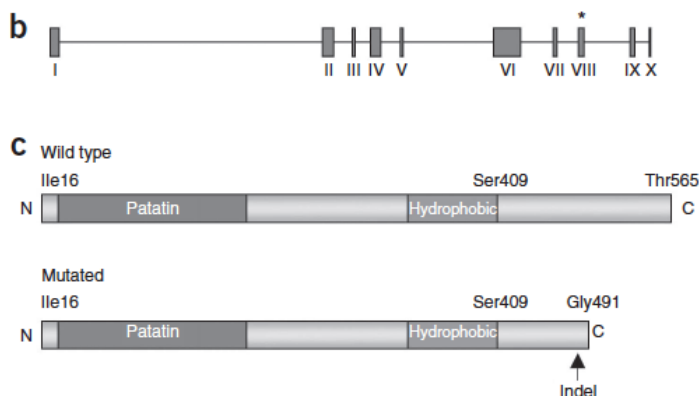 b
*
I II III IV V VI VII VIII IX X
c
Wild type
Ile16 Ser409 Thr565
N Patatin Hydrophobic C
Mutated
Ile16 Ser409 Gly491
N Patatin Hydrophobic C
Indel